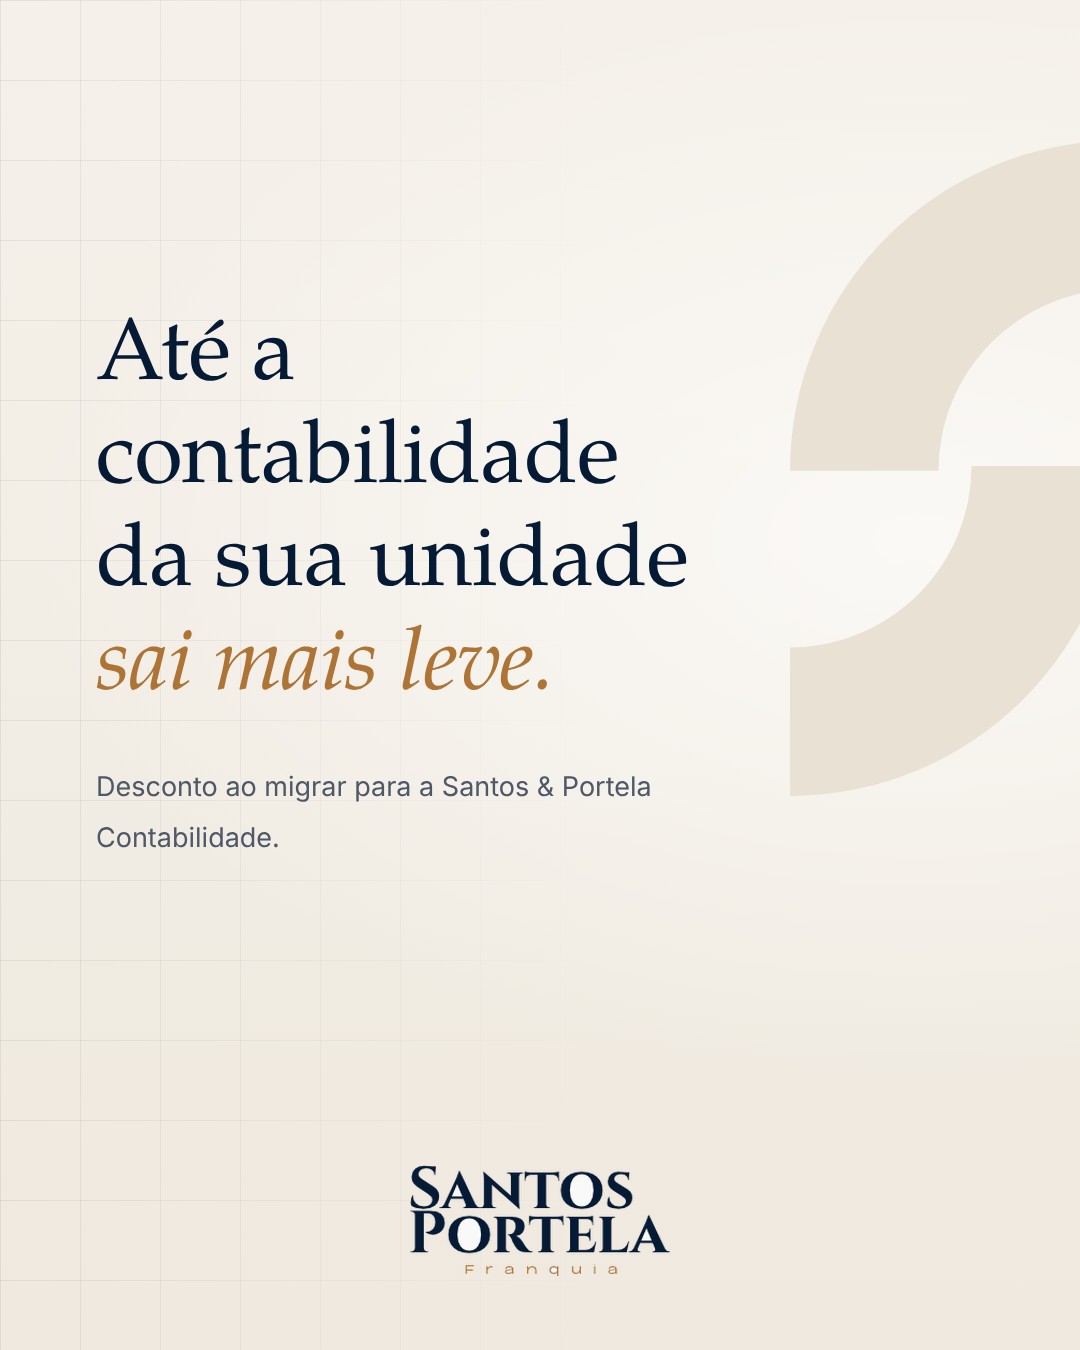 Até a
contabilidade
da sua unidade
sai mais leve.
Desconto ao migrar para a Santos & Portela
Contabilidade.
SANTOS
PORTELA
Franquia